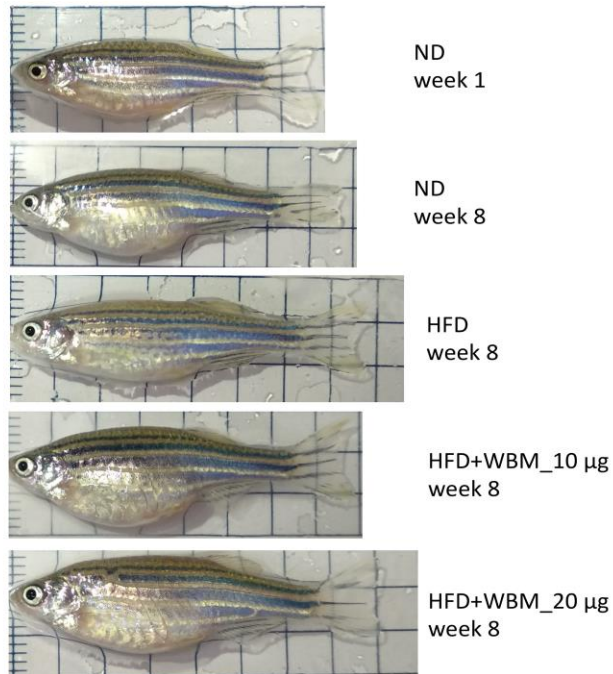 ND
week 1
ND
week 8
HFD
week 8
HFD+WBM_10 µg
week 8
HFD+WBM_20 µg
week 8